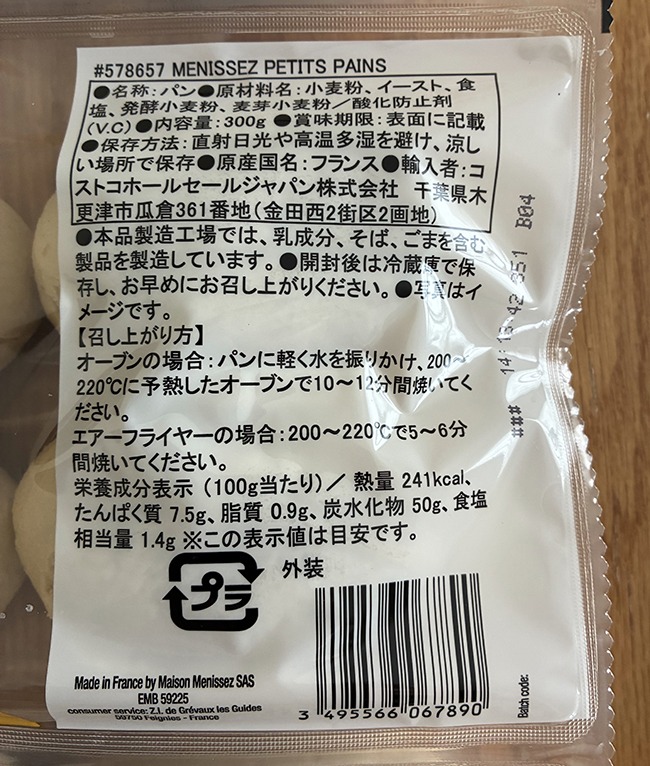 #578657 MENISSEZ PETITS PAINS
●名称：パン●原材料名：小麦粉、イースト、食
塩、発酵小麦粉、麦芽小麦粉／酸化防止剤
(V.C)●内容量：300g●賞味期限：表面に記載
●保存方法：直射日光や高温多湿を避け、涼し
い場所で保存●原産国名：フランス●輸入者：コ
ストコホールセールジャパン株式会社 千葉県木
更津市瓜倉361番地(金田西2街区2画地)
●本品製造工場では、乳成分、そば、ごまを含む
製品を製造しています。●開封後は冷蔵庫で保
存し、お早めにお召し上がりください。●写真はイ
メージです。
【召し上がり方】
オーブンの場合：パンに軽く水を振りかけ、200～
220℃に予熱したオーブンで10～12分間焼いてく
ださい。
エアーフライヤーの場合：200～220℃で5～6分
間焼いてください。
栄養成分表示（100g当たり）／ 熱量 241kcal、
たんぱく質 7.5g、脂質 0.9g、炭水化物 50g、食塩
相当量 1.4g ※この表示値は目安です。
プラ
外装
Made in France by Maison Menissez SAS
EMB 59225
consumer service: Z.I. de Grévaux les Guides
59750 Feignies - France
3 495566 067890
Batch code:
B04